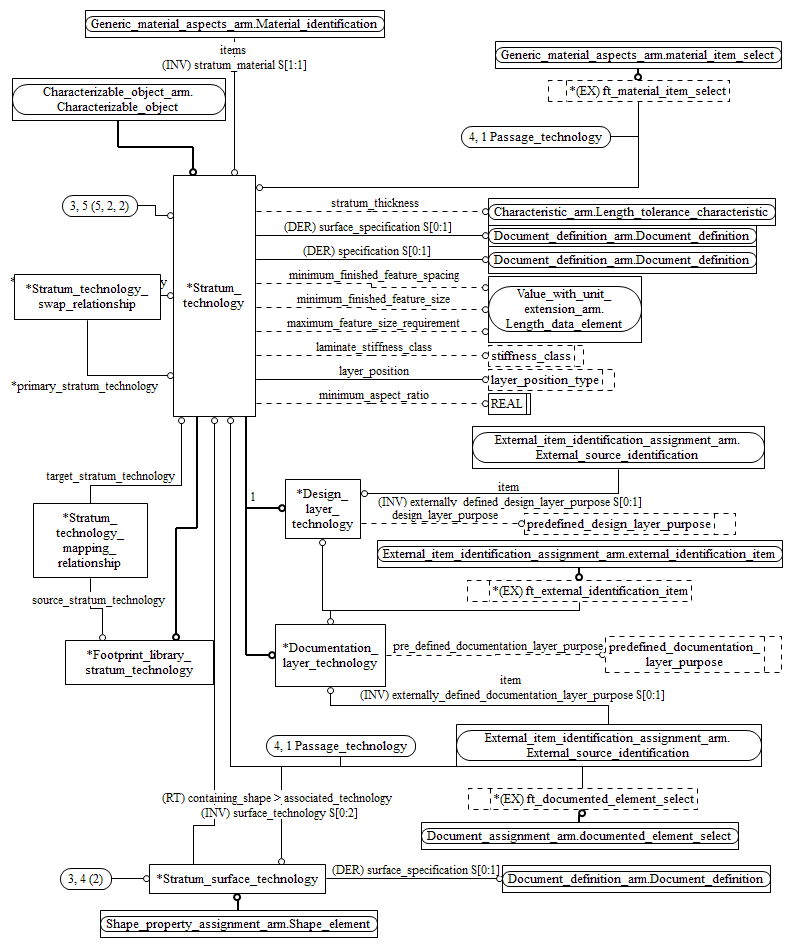 Generic_material_aspects_arm.Material_identification
items
(INV) stratum_material S[1:1]
Generic_material_aspects_arm.material_item_select
*(EX) ft_material_item_select
Characterizable_object_arm.
Characterizable_object
4, 1 Passage_technology
3, 5 (5, 2, 2)
*Stratum_
technology
stratum_thickness
Characteristic_arm.Length_tolerance_characteristic
(DER) surface_specification S[0:1]
Document_definition_arm.Document_definition
(DER) specification S[0:1]
Document_definition_arm.Document_definition
minimum_finished_feature_spacing
minimum_finished_feature_size
maximum_feature_size_requirement
Value_with_unit_
extension_arm.
Length_data_element
*Stratum_technology_
swap_relationship
*
y
*primary_stratum_technology
laminate_stiffness_class
stiffness_class
layer_position
layer_position_type
minimum_aspect_ratio
REAL
External_item_identification_assignment_arm.
External_source_identification
target_stratum_technology
1
*Design_
layer_
technology
item
(INV) externally_defined_design_layer_purpose S[0:1]
design_layer_purpose
predefined_design_layer_purpose
*Stratum_
technology_
mapping_
relationship
External_item_identification_assignment_arm.external_identification_item
*(EX) ft_external_identification_item
source_stratum_technology
*Footprint_library_
stratum_technology
*Documentation_
layer_technology
pre_defined_documentation_layer_purpose
predefined_documentation_
layer_purpose
item
(INV) externally_defined_documentation_layer_purpose S[0:1]
External_item_identification_assignment_arm.
External_source_identification
4, 1 Passage_technology
*(EX) ft_documented_element_select
Document_assignment_arm.documented_element_select
(RT) containing_shape > associated_technology
(INV) surface_technology S[0:2]
3, 4 (2)
*Stratum_surface_technology
(DER) surface_specification S[0:1]
Document_definition_arm.Document_definition
Shape_property_assignment_arm.Shape_element